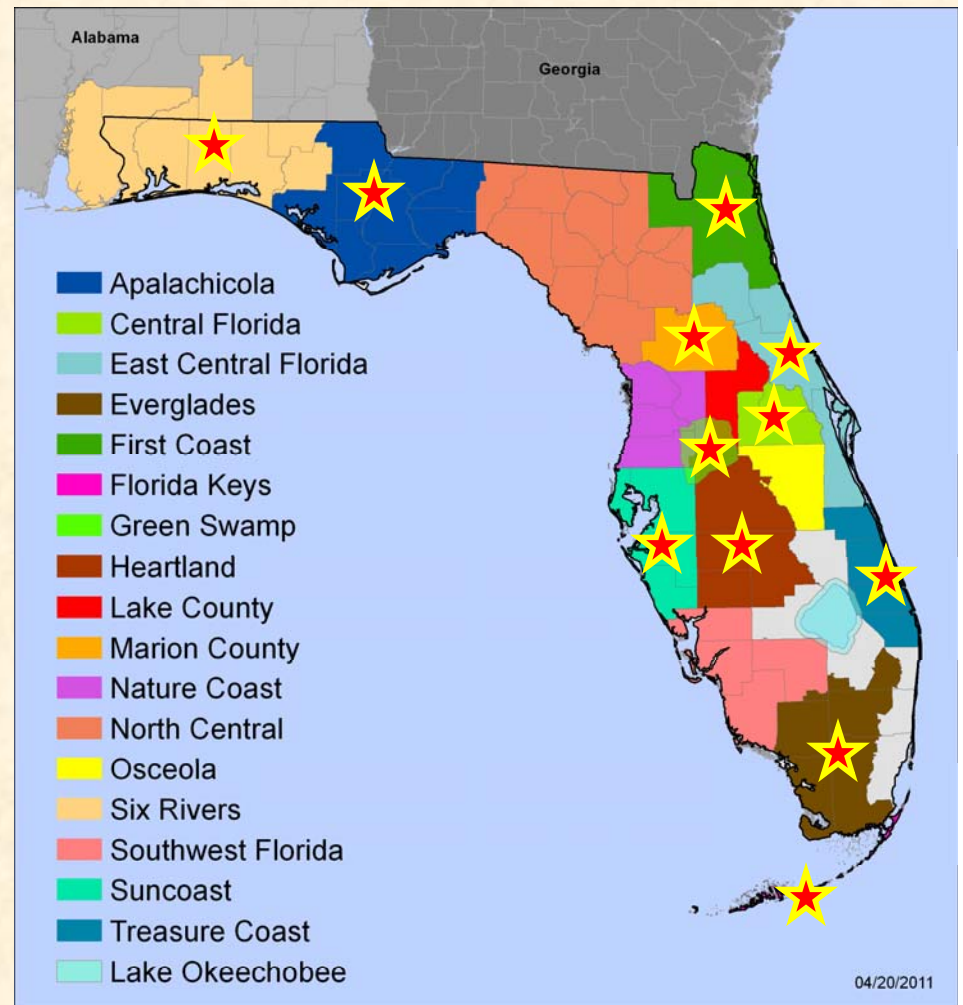 Alabama
Georgia
Apalachicola
Central Florida
East Central Florida
Everglades
First Coast
Florida Keys
Green Swamp
Heartland
Lake County
Marion County
Nature Coast
North Central
Osceola
Six Rivers
Southwest Florida
Suncoast
Treasure Coast
Lake Okeechobee
04/20/2011